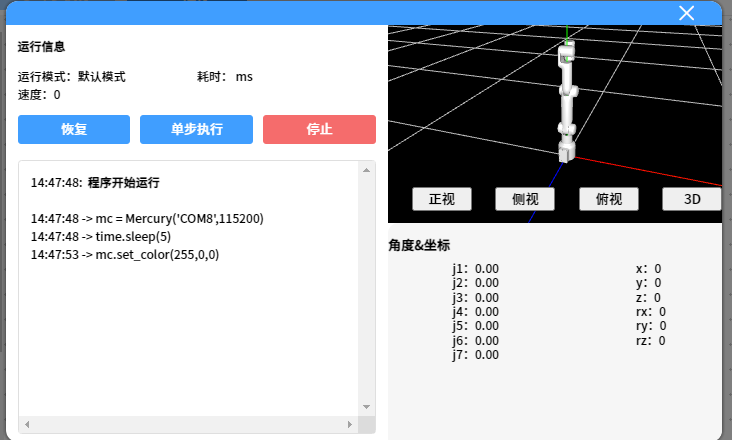 运行信息
运行模式：默认模式 耗时： ms
速度：0
恢复 单步执行 停止
14:47:48: 程序开始运行
14:47:48 -> mc = Mercury('COM8',115200)
14:47:48 -> time.sleep(5)
14:47:53 -> mc.set_color(255,0,0)
正视 侧视 俯视 3D
角度&坐标
j1：0.00 x：0
j2：0.00 y：0
j3：0.00 z：0
j4：0.00 rx：0
j5：0.00 ry：0
j6：0.00 rz：0
j7：0.00